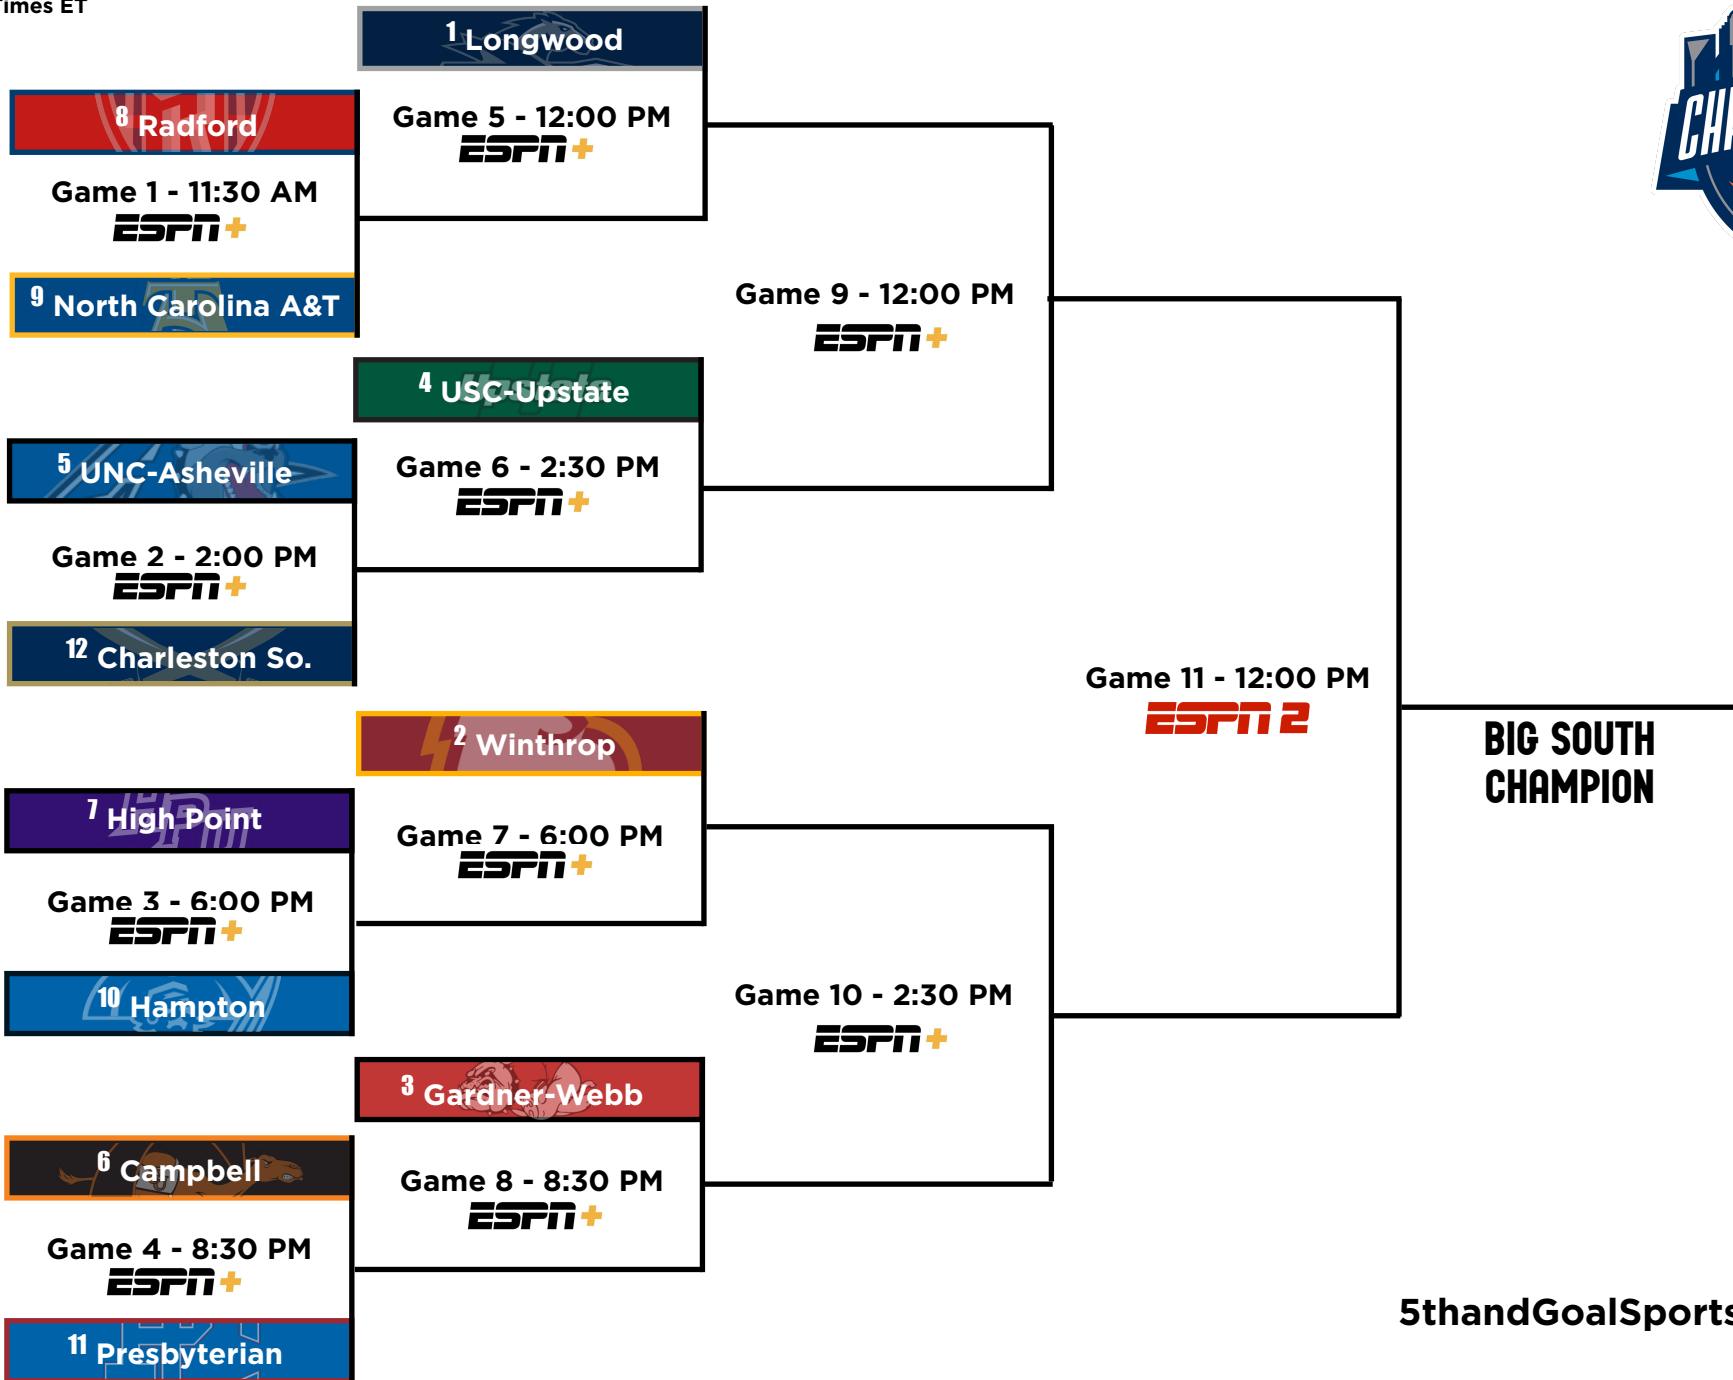 Times ET
1 Longwood
8 Radford
Game 5 - 12:00 PM
ESPN+
Game 1 - 11:30 AM
ESPN+
9 North Carolina A&T
Game 9 - 12:00 PM
ESPN+
4 USC-Upstate
5 UNC-Asheville
Game 6 - 2:30 PM
ESPN+
Game 2 - 2:00 PM
ESPN+
12 Charleston So.
Game 11 - 12:00 PM
ESPN 2
BIG SOUTH
CHAMPION
2 Winthrop
7 High Point
Game 7 - 6:00 PM
ESPN+
Game 3 - 6:00 PM
ESPN+
10 Hampton
Game 10 - 2:30 PM
ESPN+
3 Gardner-Webb
6 Campbell
Game 8 - 8:30 PM
ESPN+
Game 4 - 8:30 PM
ESPN+
11 Presbyterian
5thandGoalSports